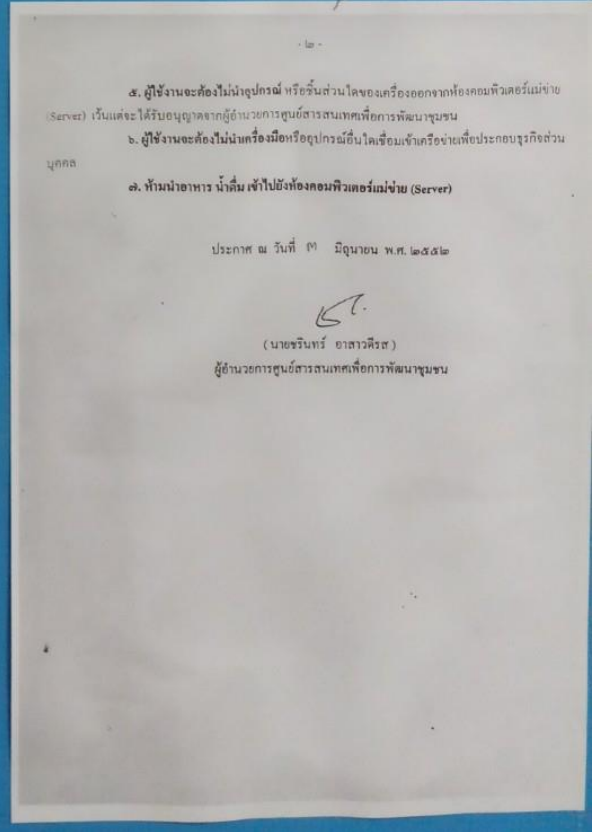 - ๒ -
๕. ผู้ใช้งานจะต้องไม่นำอุปกรณ์ หรือชิ้นส่วนใดของเครื่องออกจากห้องคอมพิวเตอร์แม่ข่าย
(Server) เว้นแต่จะได้รับอนุญาตจากผู้อำนวยการศูนย์สารสนเทศเพื่อการพัฒนาชุมชน
๖. ผู้ใช้งานจะต้องไม่นำเครื่องมือหรืออุปกรณ์อื่นใดเชื่อมเข้าเครือข่ายเพื่อประกอบธุรกิจส่วน
บุคคล
๗. ห้ามนำอาหาร น้ำดื่ม เข้าไปยังห้องคอมพิวเตอร์แม่ข่าย (Server)
ประกาศ ณ วันที่ ๓ มิถุนายน พ.ศ. ๒๕๕๒
(นายชรินทร์ อาสาวดีรส)
ผู้อำนวยการศูนย์สารสนเทศเพื่อการพัฒนาชุมชน